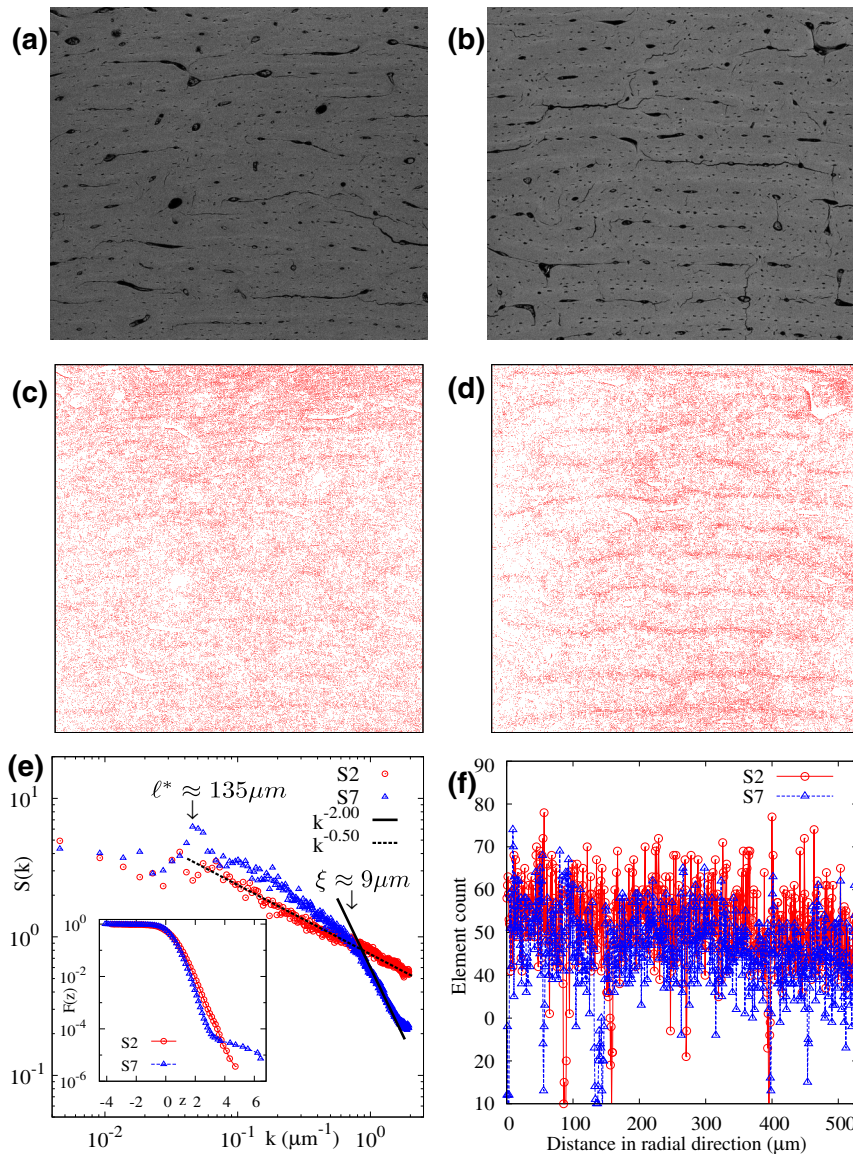 (a)
(b)
(c)
(d)
(e)
S2
S7
k^-2.00
k^-0.50
ℓ* ≈ 135μm
ξ ≈ 9μm
S(k)
10^1
10^0
10^-1
10^-2 10^-1 k (μm^-1) 10^0
F(z)
10^0
10^-2
10^-4
10^-6
S2
S7
-4 -2 0 z 2 4 6
(f)
S2
S7
Element count
90
80
70
60
50
40
0
20
10
0 100 200 300 400 500
Distance in radial direction (μm)